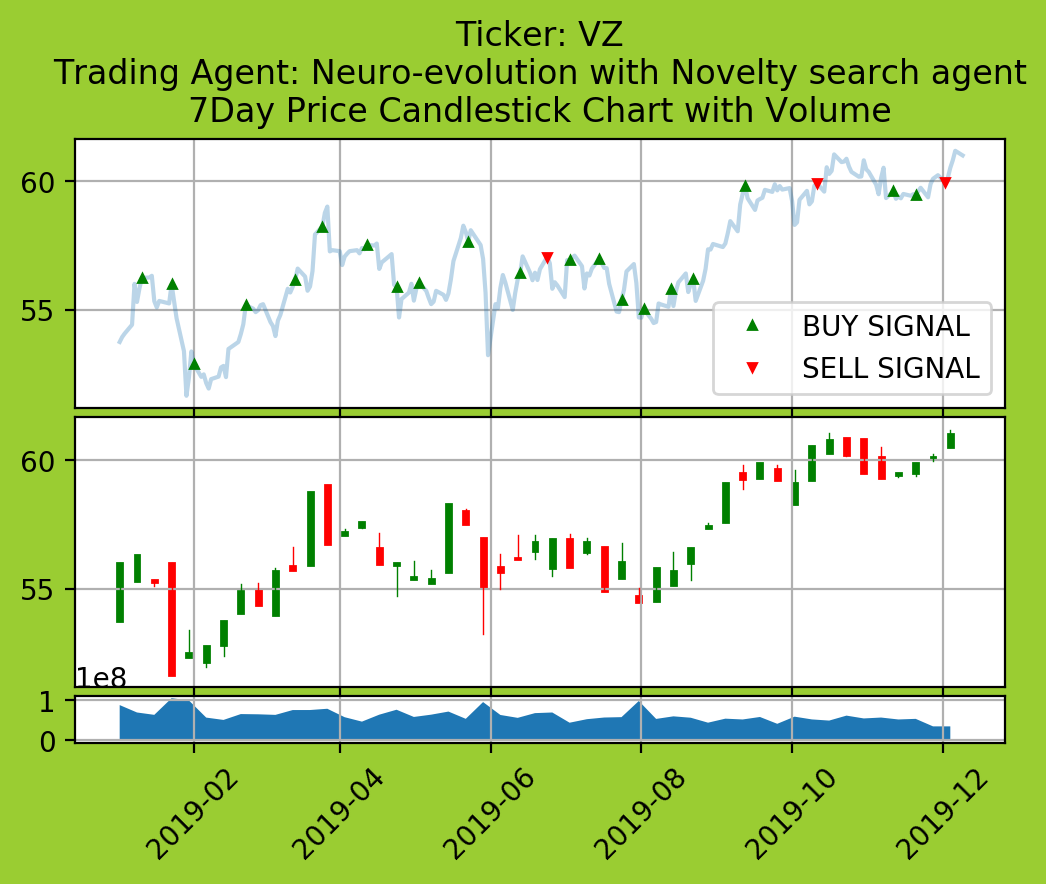 Ticker: VZ
Trading Agent: Neuro-evolution with Novelty search agent
7Day Price Candlestick Chart with Volume
60
55
BUY SIGNAL
SELL SIGNAL
60
55
1e8
1
0
2019-02
2019-04
2019-06
2019-08
2019-10
2019-12